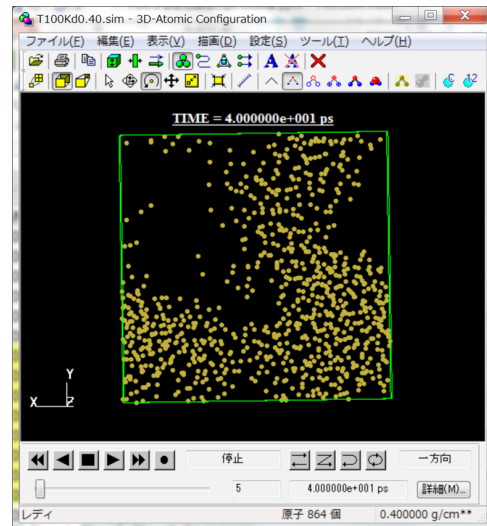 T100Kd0.40.sim - 3D-Atomic Configuration
ファイル(F) 編集(E) 表示(V) 描画(D) 設定(S) ツール(T) ヘルプ(H)
TIME = 4.000000e+001 ps
Y
X Z
停止 一方向
5 4.000000e+001 ps 詳細(M)...
レディ 原子 864 個 0.400000 g/cm**